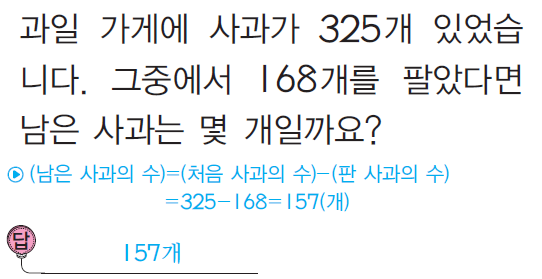 과일 가게에 사과가 325개 있었습
니다. 그중에서 168개를 팔았다면
남은 사과는 몇 개일까요?
(남은 사과의 수)=(처음 사과의 수)-(판 사과의 수)
=325-168=157(개)
답 157개